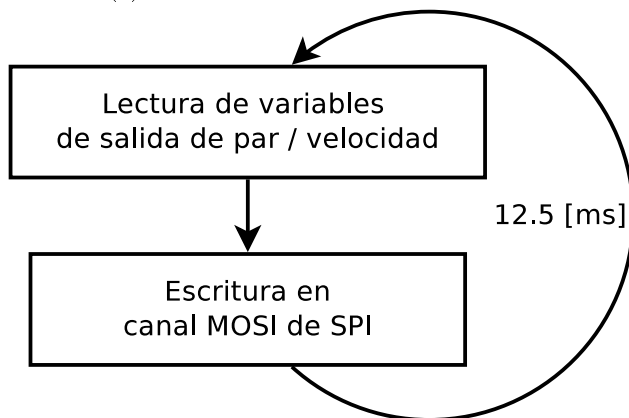 Lectura de variables
de salida de par / velocidad
12.5 [ms]
Escritura en
canal MOSI de SPI